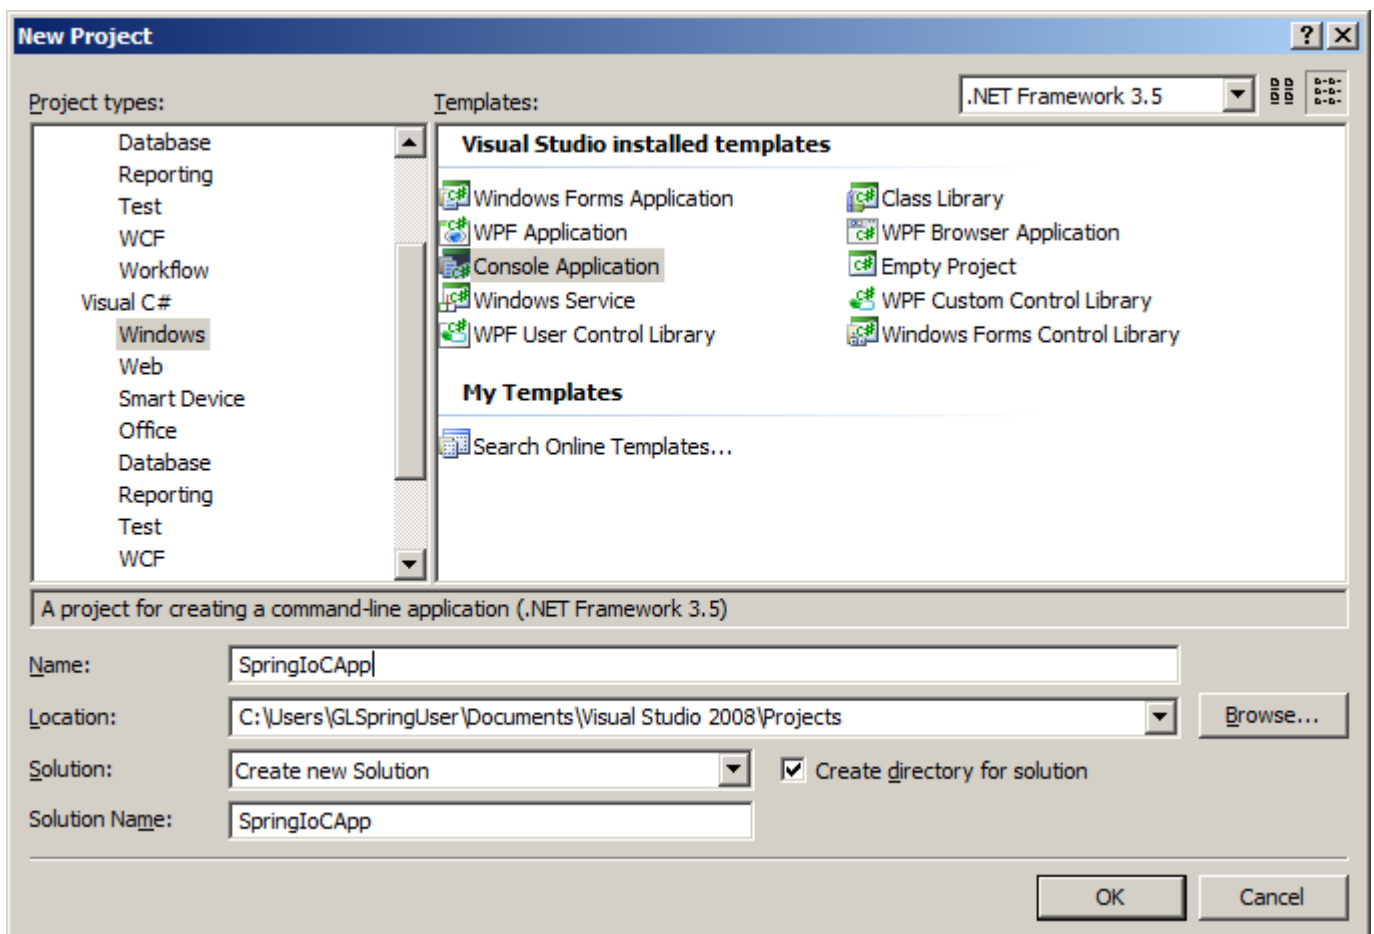 New Project
Project types:
Templates:
.NET Framework 3.5
Database
Reporting
Test
WCF
Workflow
Visual C#
Windows
Web
Smart Device
Office
Database
Reporting
Test
WCF
Visual Studio installed templates
Windows Forms Application
Class Library
WPF Application
WPF Browser Application
Console Application
Empty Project
Windows Service
WPF Custom Control Library
WPF User Control Library
Windows Forms Control Library
My Templates
Search Online Templates...
A project for creating a command-line application (.NET Framework 3.5)
Name:
SpringIoCApp
Location:
C:\Users\GLSpringUser\Documents\Visual Studio 2008\Projects
Browse...
Solution:
Create new Solution
Create directory for solution
Solution Name:
SpringIoCApp
OK
Cancel